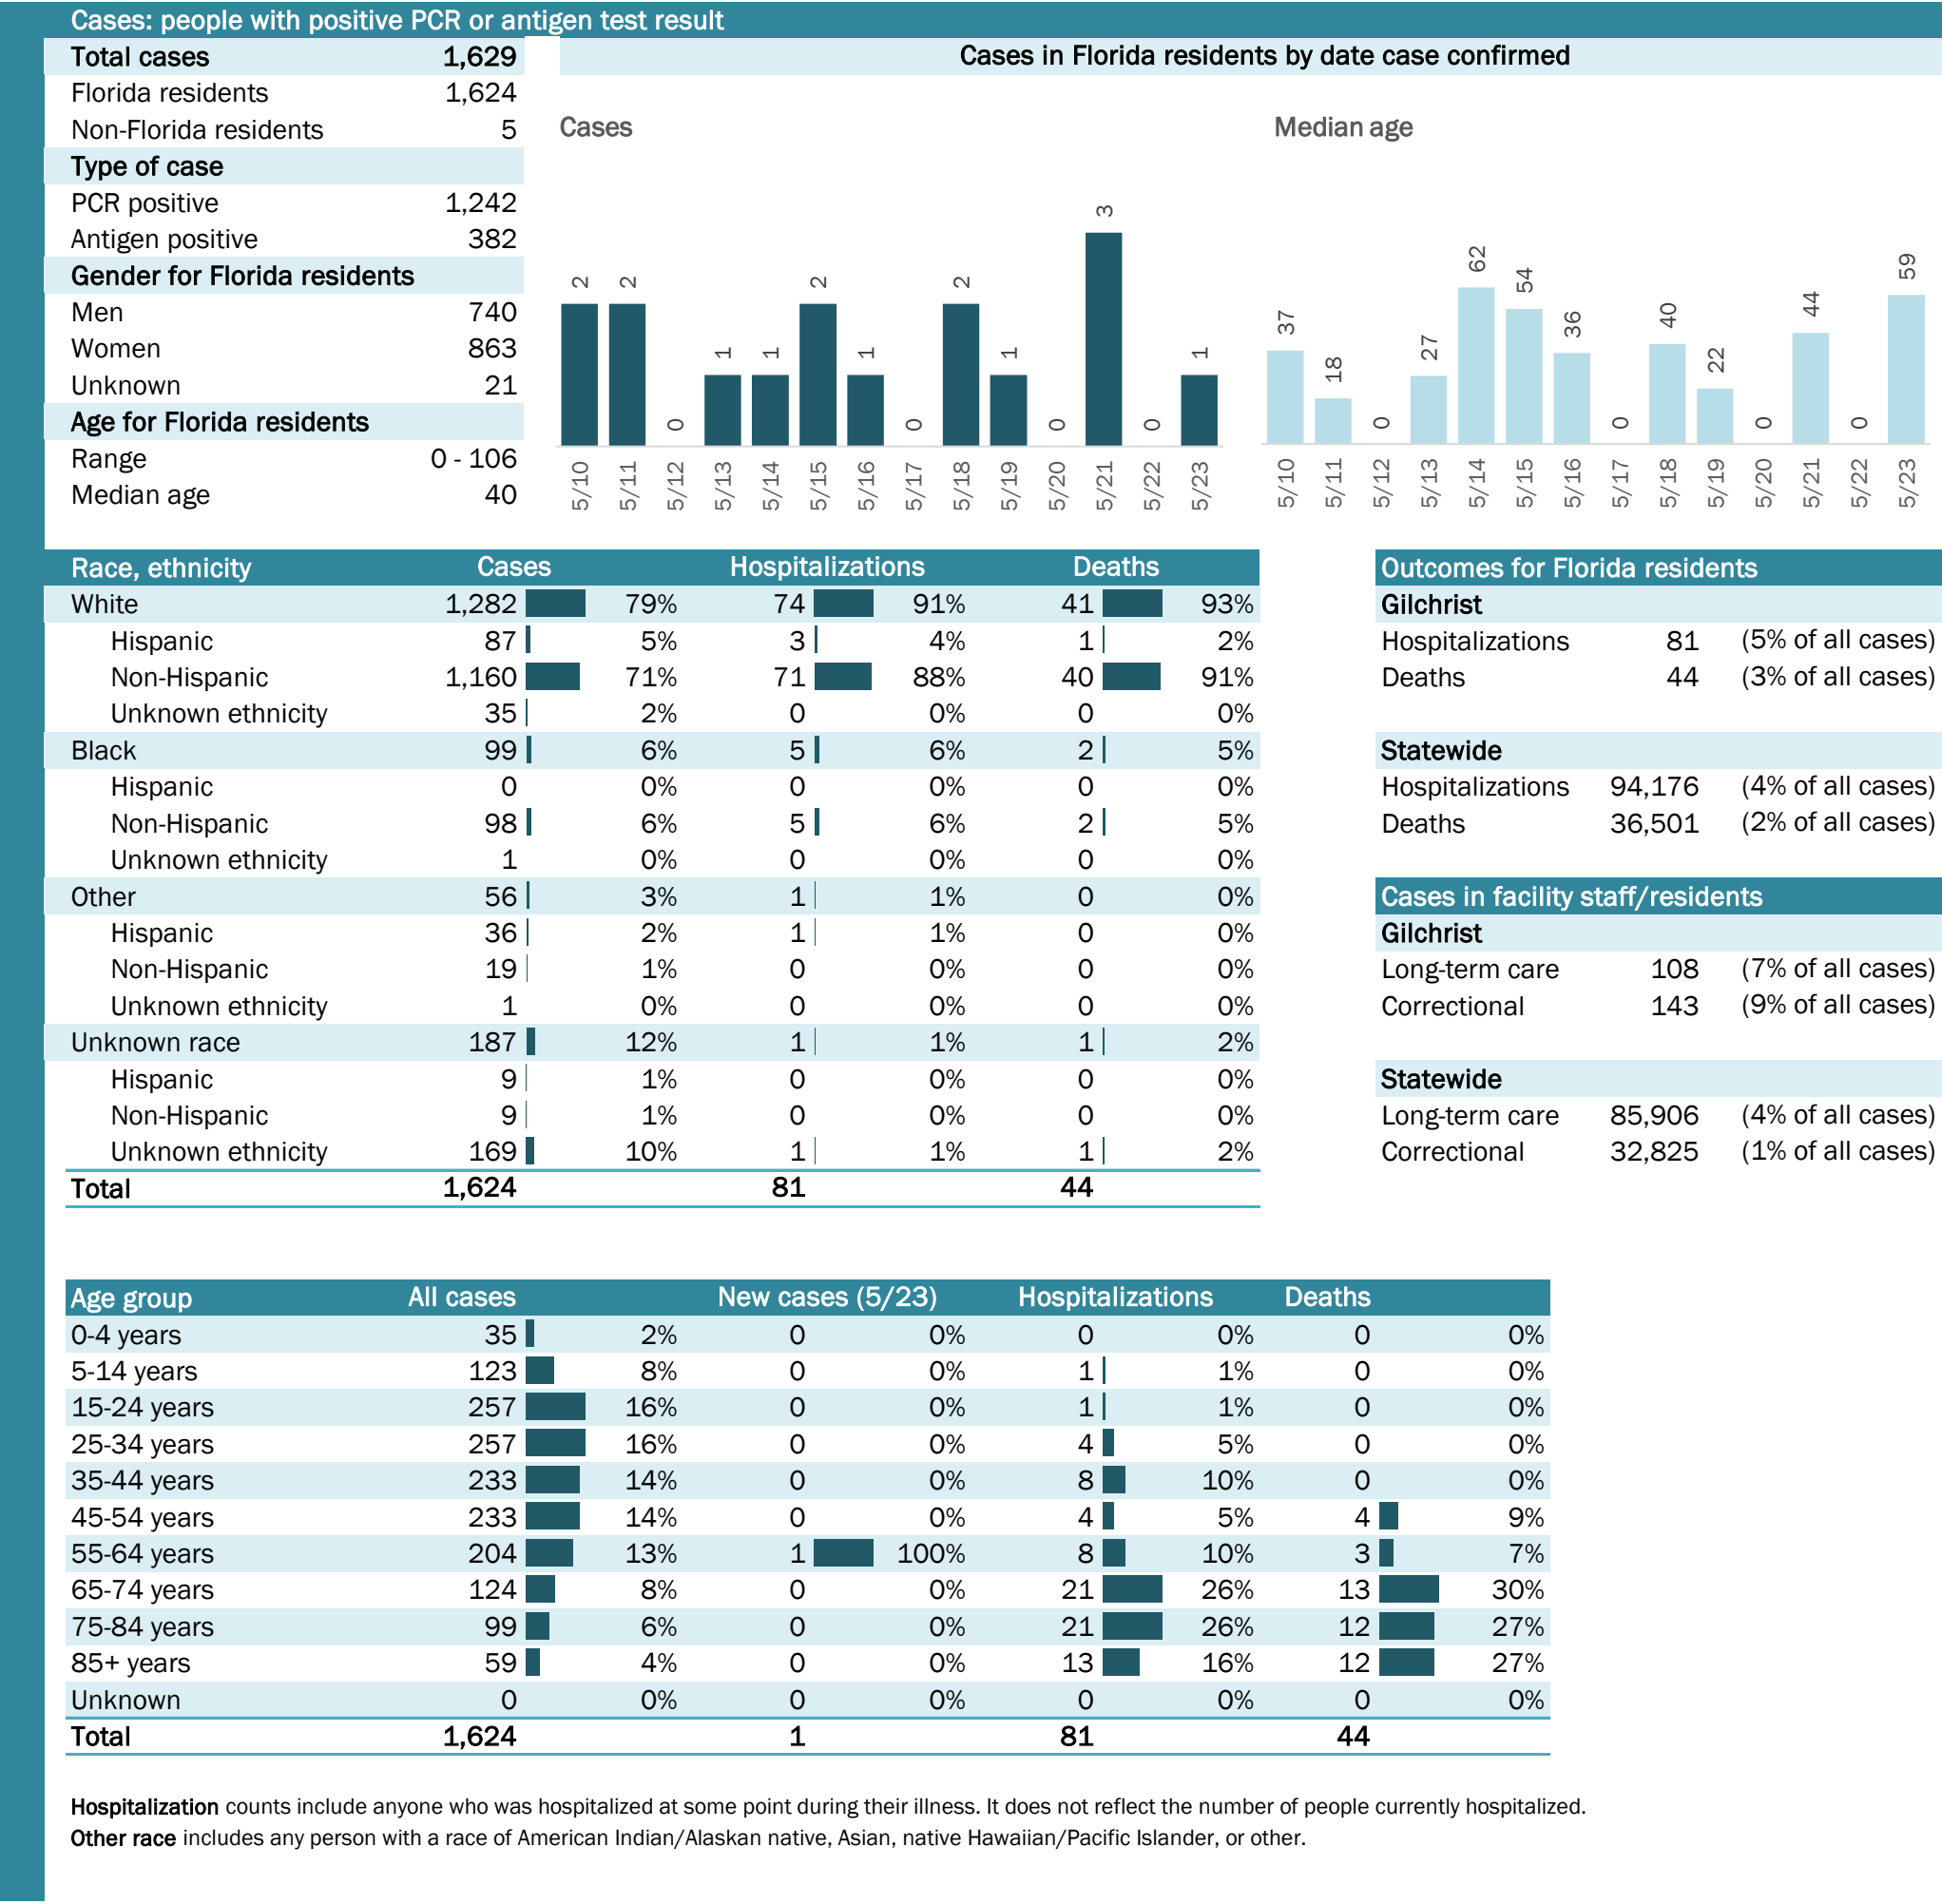 Cases: people with positive PCR or antigen test result
Total cases 1,629
Florida residents 1,624
Non-Florida residents 5
Type of case
PCR positive 1,242
Antigen positive 382
Gender for Florida residents
Men 740
Women 863
Unknown 21
Age for Florida residents
Range 0 - 106
Median age 40
Cases in Florida residents by date case confirmed
Cases
2 2 0 1 1 2 1 0 2 1 0 3 0 1
5/10 5/11 5/12 5/13 5/14 5/15 5/16 5/17 5/18 5/19 5/20 5/21 5/22 5/23
Median age
37 18 0 27 62 54 36 0 40 22 0 44 0 59
5/10 5/11 5/12 5/13 5/14 5/15 5/16 5/17 5/18 5/19 5/20 5/21 5/22 5/23
Race, ethnicity Cases Hospitalizations Deaths
White 1,282 79% 74 91% 41 93%
Hispanic 87 5% 3 4% 1 2%
Non-Hispanic 1,160 71% 71 88% 40 91%
Unknown ethnicity 35 2% 0 0% 0 0%
Black 99 6% 5 6% 2 5%
Hispanic 0 0% 0 0% 0 0%
Non-Hispanic 98 6% 5 6% 2 5%
Unknown ethnicity 1 0% 0 0% 0 0%
Other 56 3% 1 1% 0 0%
Hispanic 36 2% 1 1% 0 0%
Non-Hispanic 19 1% 0 0% 0 0%
Unknown ethnicity 1 0% 0 0% 0 0%
Unknown race 187 12% 1 1% 1 2%
Hispanic 9 1% 0 0% 0 0%
Non-Hispanic 9 1% 0 0% 0 0%
Unknown ethnicity 169 10% 1 1% 1 2%
Total 1,624 81 44
Outcomes for Florida residents
Gilchrist
Hospitalizations 81 (5% of all cases)
Deaths 44 (3% of all cases)
Statewide
Hospitalizations 94,176 (4% of all cases)
Deaths 36,501 (2% of all cases)
Cases in facility staff/residents
Gilchrist
Long-term care 108 (7% of all cases)
Correctional 143 (9% of all cases)
Statewide
Long-term care 85,906 (4% of all cases)
Correctional 32,825 (1% of all cases)
Age group All cases New cases (5/23) Hospitalizations Deaths
0-4 years 35 2% 0 0% 0 0% 0 0%
5-14 years 123 8% 0 0% 1 1% 0 0%
15-24 years 257 16% 0 0% 1 1% 0 0%
25-34 years 257 16% 0 0% 4 5% 0 0%
35-44 years 233 14% 0 0% 8 10% 0 0%
45-54 years 233 14% 0 0% 4 5% 4 9%
55-64 years 204 13% 1 100% 8 10% 3 7%
65-74 years 124 8% 0 0% 21 26% 13 30%
75-84 years 99 6% 0 0% 21 26% 12 27%
85+ years 59 4% 0 0% 13 16% 12 27%
Unknown 0 0% 0 0% 0 0% 0 0%
Total 1,624 1 81 44
Hospitalization counts include anyone who was hospitalized at some point during their illness. It does not reflect the number of people currently hospitalized.
Other race includes any person with a race of American Indian/Alaskan native, Asian, native Hawaiian/Pacific Islander, or other.